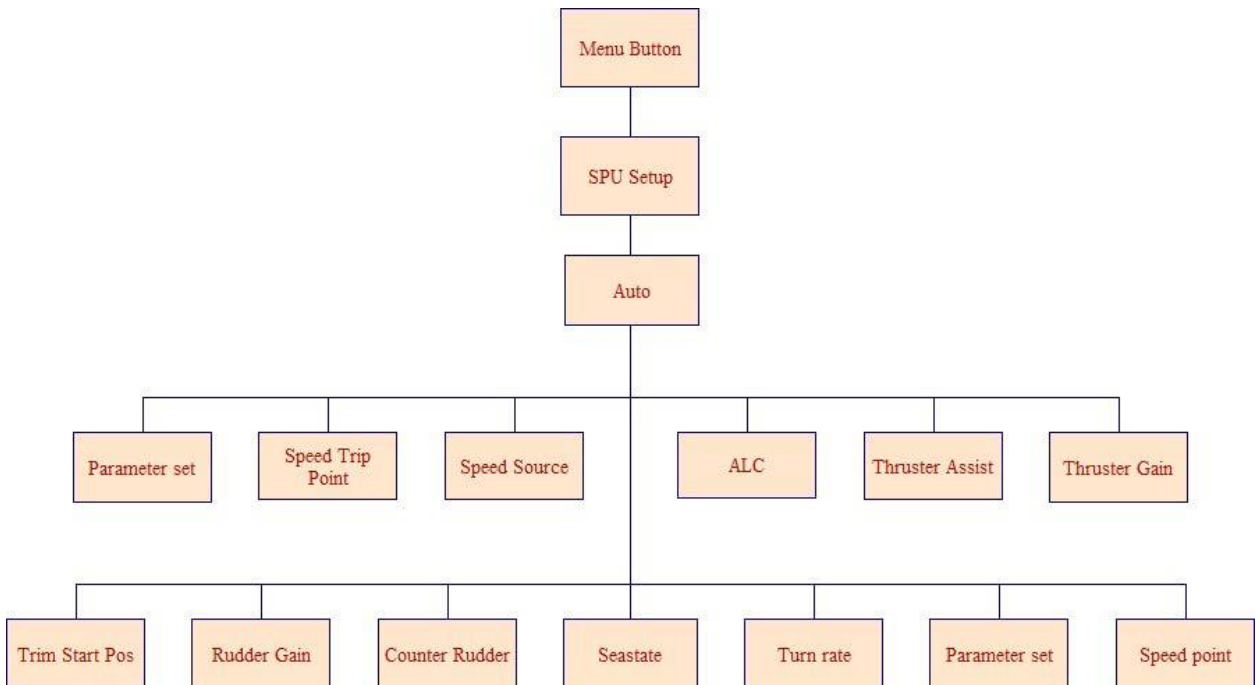 Menu Button
SPU Setup
Auto
Parameter set
Speed Trip
Point
Speed Source
ALC
Thruster Assist
Thruster Gain
Trim Start Pos
Rudder Gain
Counter Rudder
Seastate
Turn rate
Parameter set
Speed point